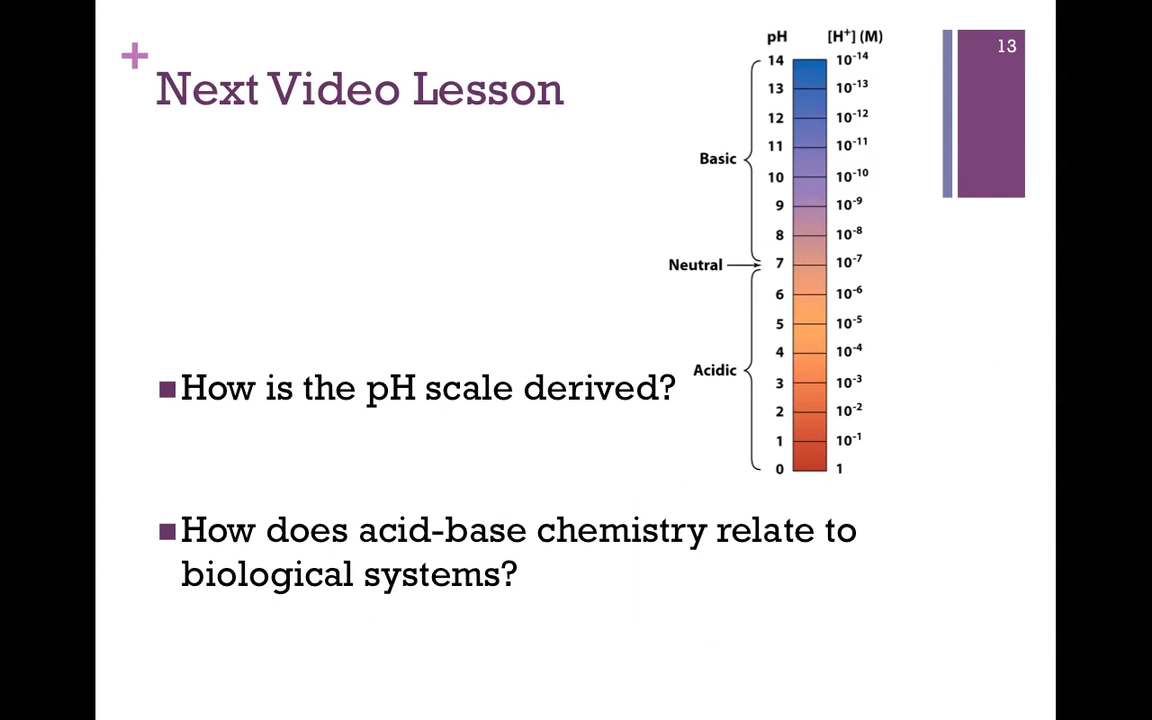 +
Next Video Lesson
13
pH [H⁺] (M)
14 10⁻¹⁴
13 10⁻¹³
12 10⁻¹²
11 10⁻¹¹
Basic
10 10⁻¹⁰
9 10⁻⁹
8 10⁻⁸
Neutral 7 10⁻⁷
6 10⁻⁶
5 10⁻⁵
4 10⁻⁴
Acidic
3 10⁻³
2 10⁻²
1 10⁻¹
0 1
How is the pH scale derived?
How does acid-base chemistry relate to
biological systems?